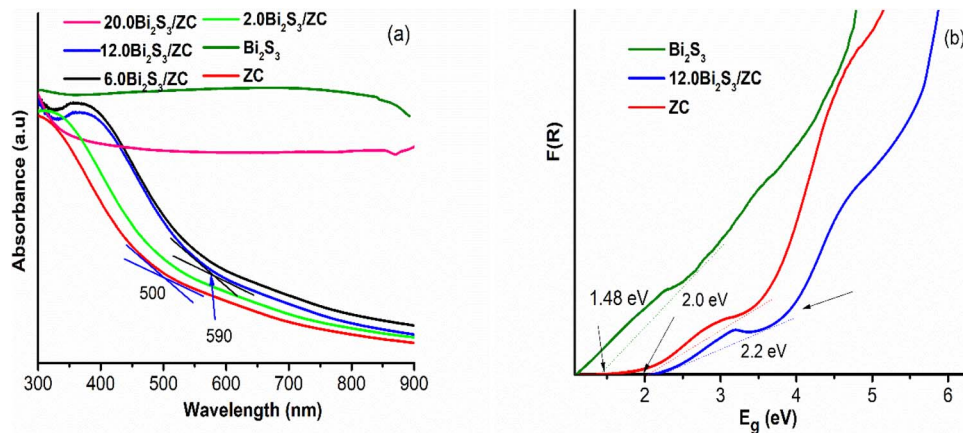 20.0Bi₂S₃/ZC 2.0Bi₂S₃/ZC (a)
12.0Bi₂S₃/ZC Bi₂S₃
6.0Bi₂S₃/ZC ZC
Absorbance (a.u)
500
590
300 400 500 600 700 800 900
Wavelength (nm)
(b)
Bi₂S₃
12.0Bi₂S₃/ZC
ZC
F(R)
1.48 eV 2.0 eV
2.2 eV
2 3 4 5 6
E_g (eV)